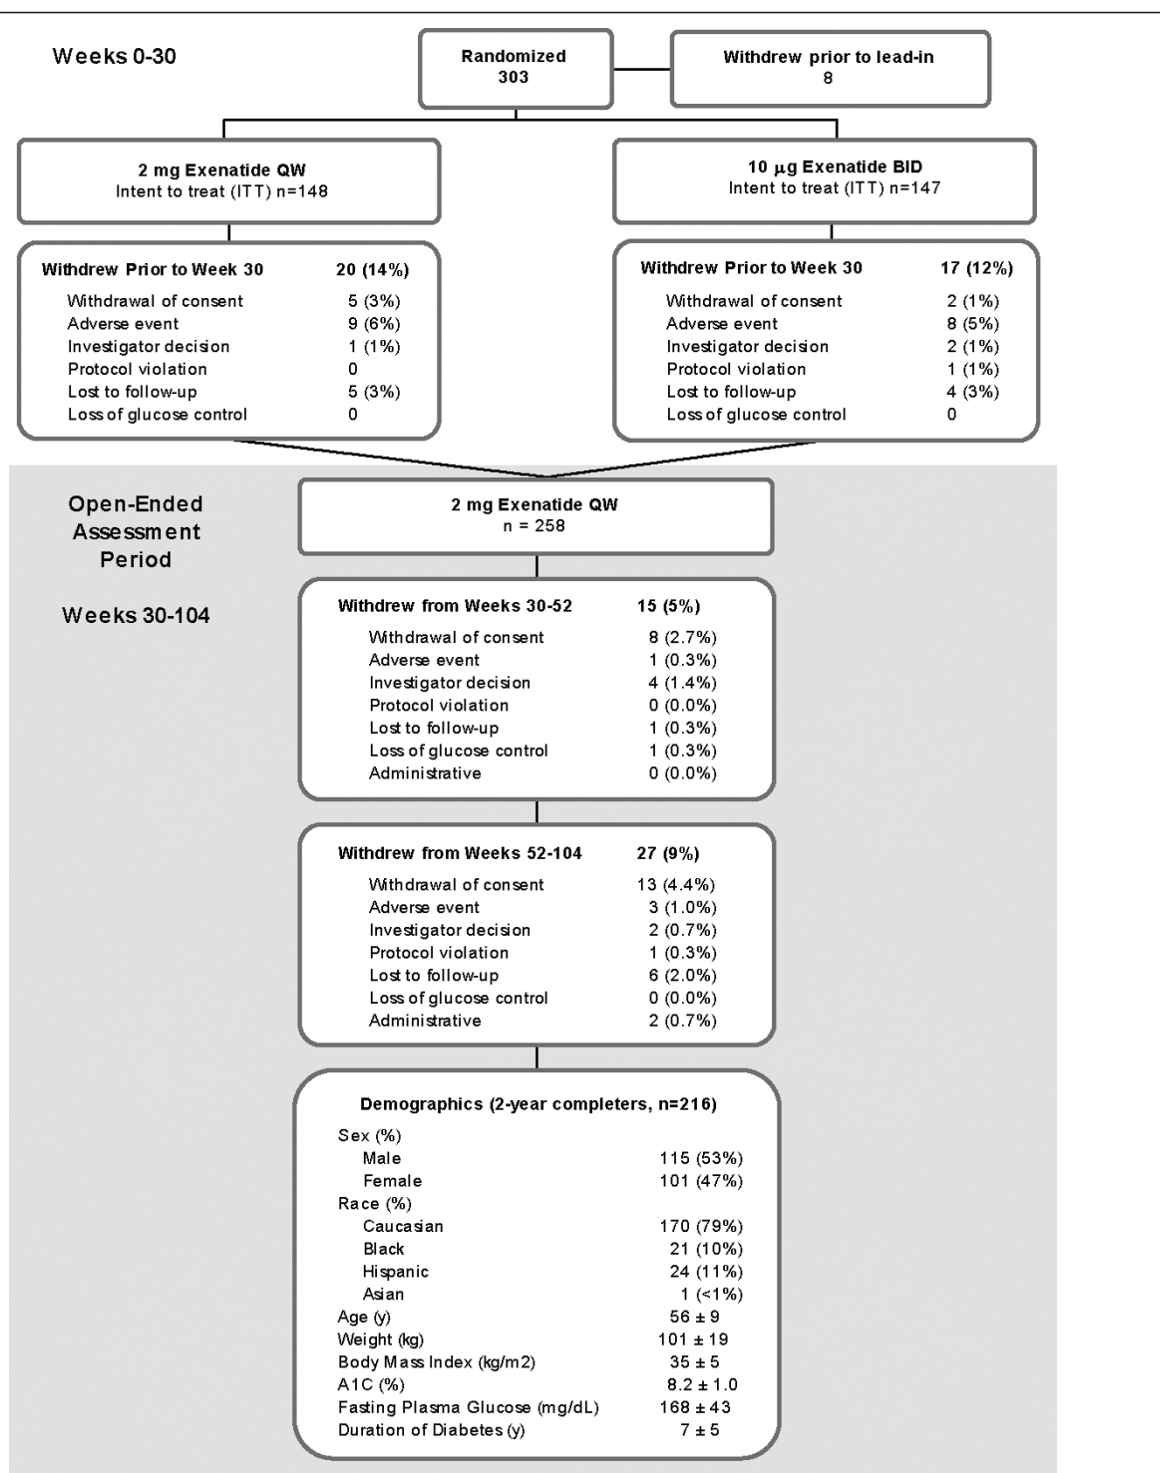 Weeks 0-30
Randomized
303
Withdrew prior to lead-in
8
2 mg Exenatide QW
Intent to treat (ITT) n=148
10 µg Exenatide BID
Intent to treat (ITT) n=147
Withdrew Prior to Week 30 20 (14%)
Withdrawal of consent 5 (3%)
Adverse event 9 (6%)
Investigator decision 1 (1%)
Protocol violation 0
Lost to follow-up 5 (3%)
Loss of glucose control 0
Withdrew Prior to Week 30 17 (12%)
Withdrawal of consent 2 (1%)
Adverse event 8 (5%)
Investigator decision 2 (1%)
Protocol violation 1 (1%)
Lost to follow-up 4 (3%)
Loss of glucose control 0
Open-Ended
Assessment
Period
Weeks 30-104
2 mg Exenatide QW
n = 258
Withdrew from Weeks 30-52 15 (5%)
Withdrawal of consent 8 (2.7%)
Adverse event 1 (0.3%)
Investigator decision 4 (1.4%)
Protocol violation 0 (0.0%)
Lost to follow-up 1 (0.3%)
Loss of glucose control 1 (0.3%)
Administrative 0 (0.0%)
Withdrew from Weeks 52-104 27 (9%)
Withdrawal of consent 13 (4.4%)
Adverse event 3 (1.0%)
Investigator decision 2 (0.7%)
Protocol violation 1 (0.3%)
Lost to follow-up 6 (2.0%)
Loss of glucose control 0 (0.0%)
Administrative 2 (0.7%)
Demographics (2-year completers, n=216)
Sex (%)
Male 115 (53%)
Female 101 (47%)
Race (%)
Caucasian 170 (79%)
Black 21 (10%)
Hispanic 24 (11%)
Asian 1 (<1%)
Age (y) 56 ± 9
Weight (kg) 101 ± 19
Body Mass Index (kg/m2) 35 ± 5
A1C (%) 8.2 ± 1.0
Fasting Plasma Glucose (mg/dL) 168 ± 43
Duration of Diabetes (y) 7 ± 5